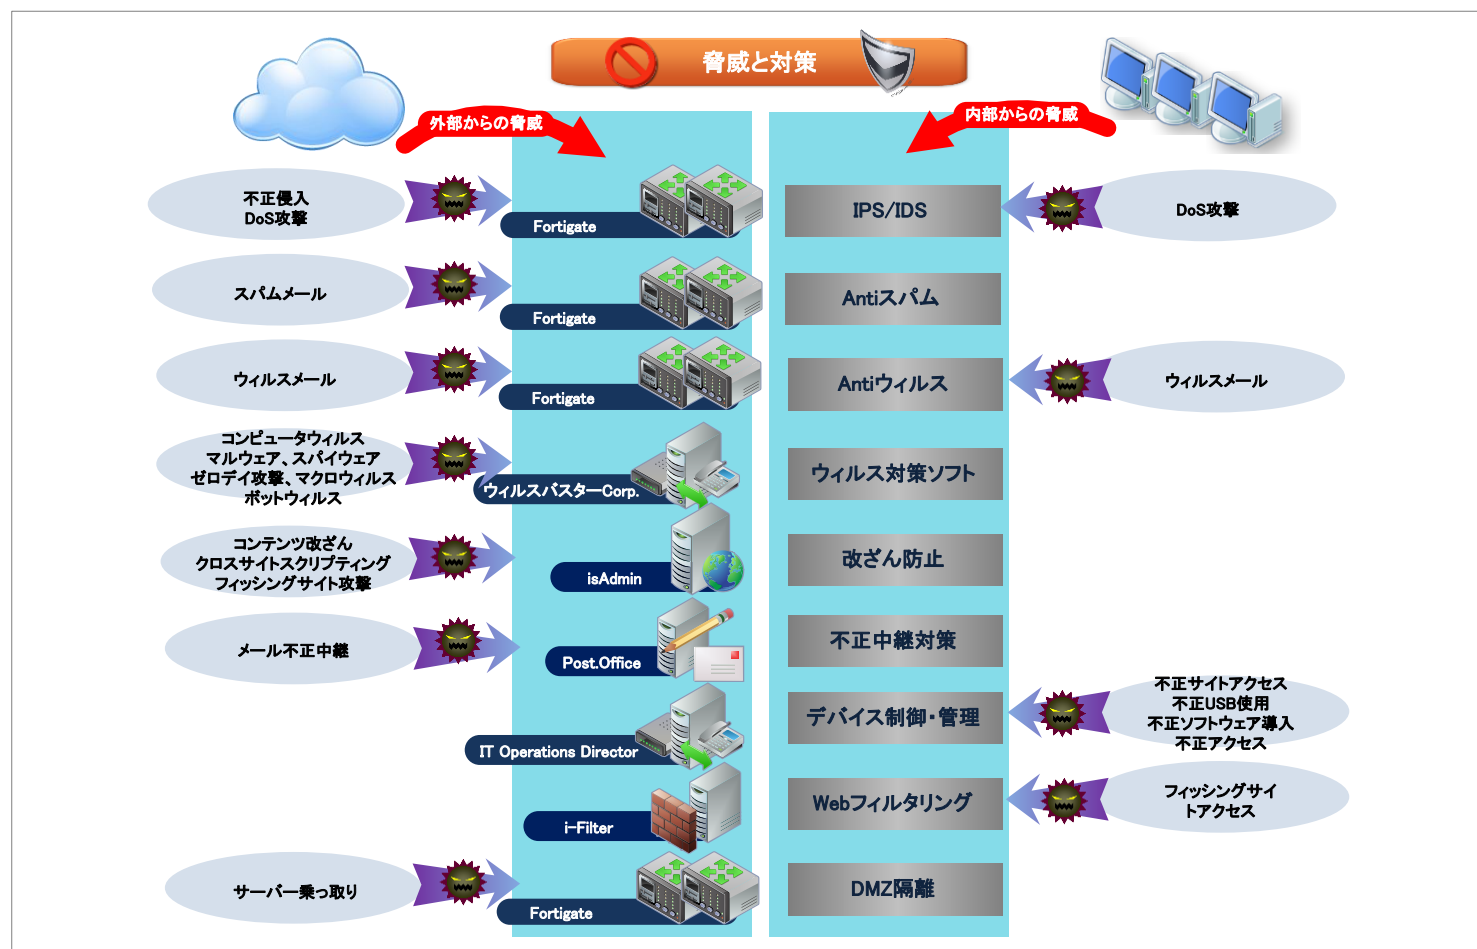 脅威と対策
外部からの脅威
内部からの脅威
不正侵入
DoS攻撃
Fortigate
IPS/IDS
DoS攻撃
スパムメール
Fortigate
Antiスパム
ウィルスメール
Fortigate
Antiウィルス
ウィルスメール
コンピュータウィルス
マルウェア、スパイウェア
ゼロデイ攻撃、マクロウィルス
ボットウィルス
ウィルスバスターCorp.
ウィルス対策ソフト
コンテンツ改ざん
クロスサイトスクリプティング
フィッシングサイト攻撃
isAdmin
改ざん防止
メール不正中継
Post.Office
不正中継対策
IT Operations Director
デバイス制御・管理
不正サイトアクセス
不正USB使用
不正ソフトウェア導入
不正アクセス
i-Filter
Webフィルタリング
フィッシングサイ
トアクセス
サーバー乗っ取り
Fortigate
DMZ隔離